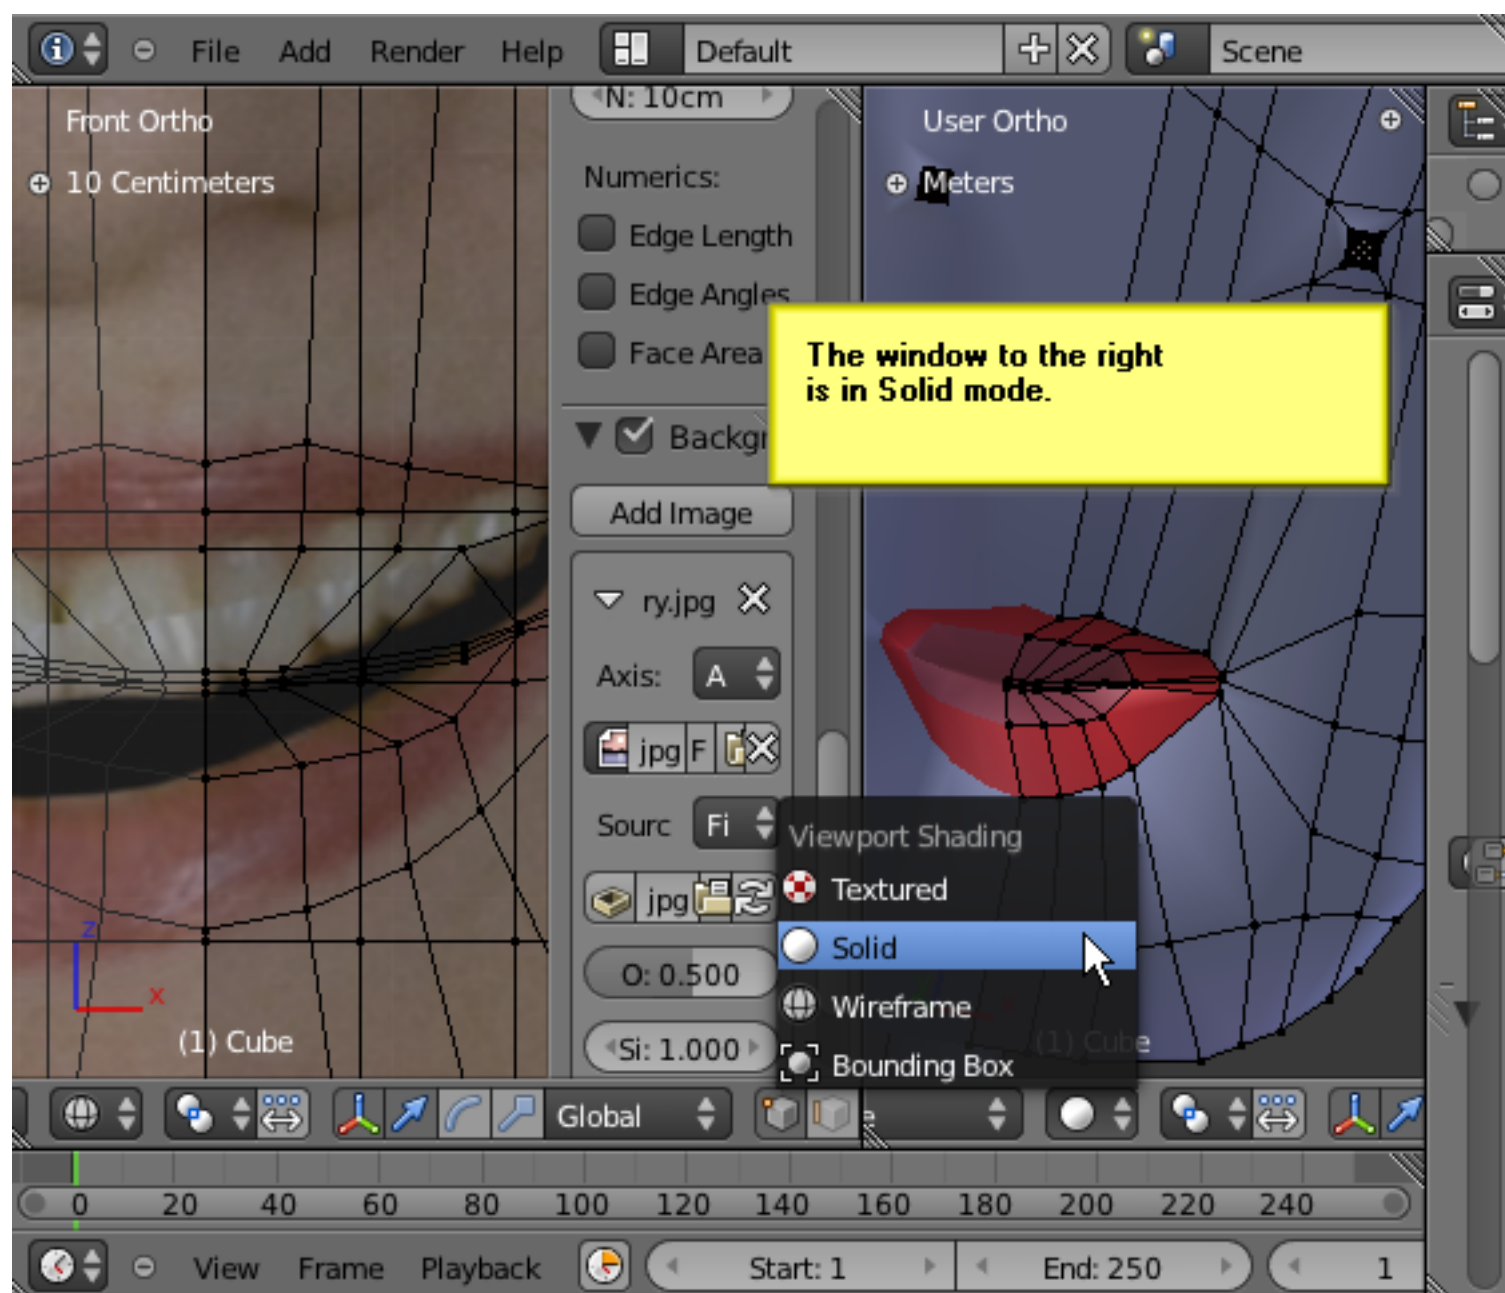 File Add Render Help Default Scene
Front Ortho
10 Centimeters
N: 10cm
Numerics:
Edge Length
Edge Angles
Face Area
Backgr
Add Image
ry.jpg
Axis: A
jpg F
Sourc Fi
jpg
O: 0.500
Si: 1.000
z
x
(1) Cube
User Ortho
Meters
The window to the right
is in Solid mode.
Viewport Shading
Textured
Solid
Wireframe
Bounding Box
(1) Cube
Global
e
0 20 40 60 80 100 120 140 160 180 200 220 240
View Frame Playback Start: 1 End: 250 1